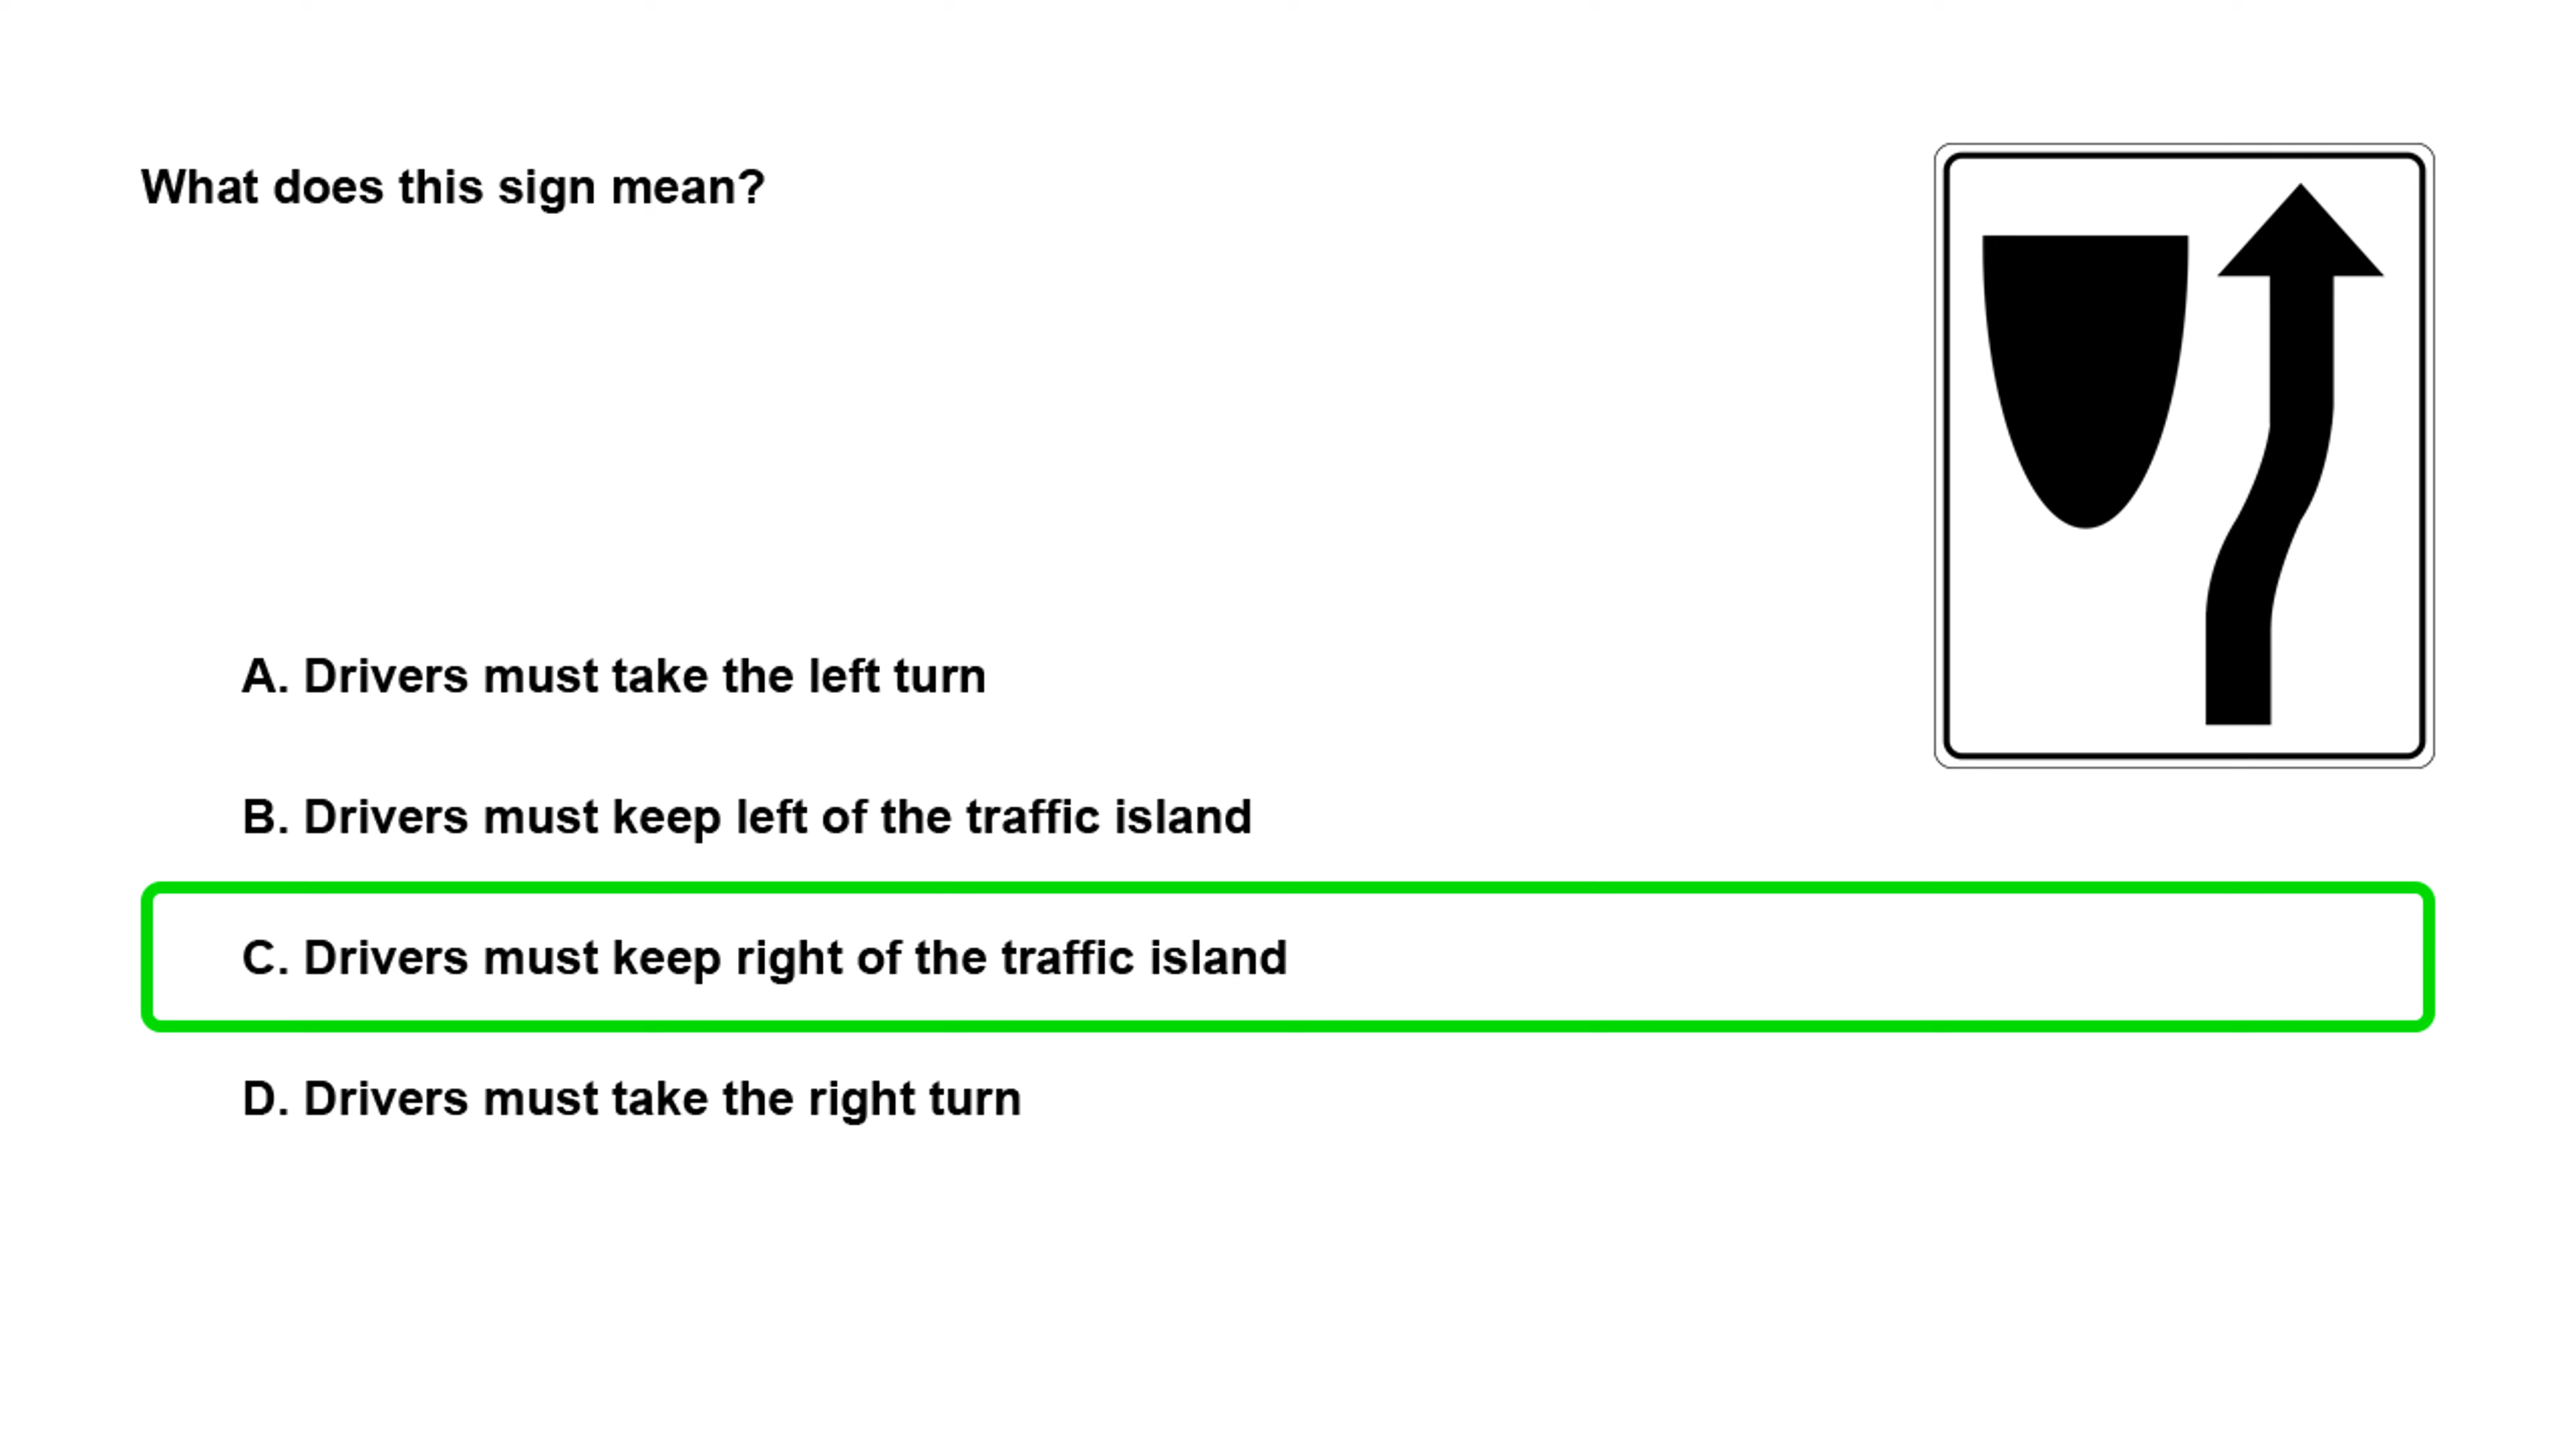 What does this sign mean?
A. Drivers must take the left turn
B. Drivers must keep left of the traffic island
C. Drivers must keep right of the traffic island
D. Drivers must take the right turn